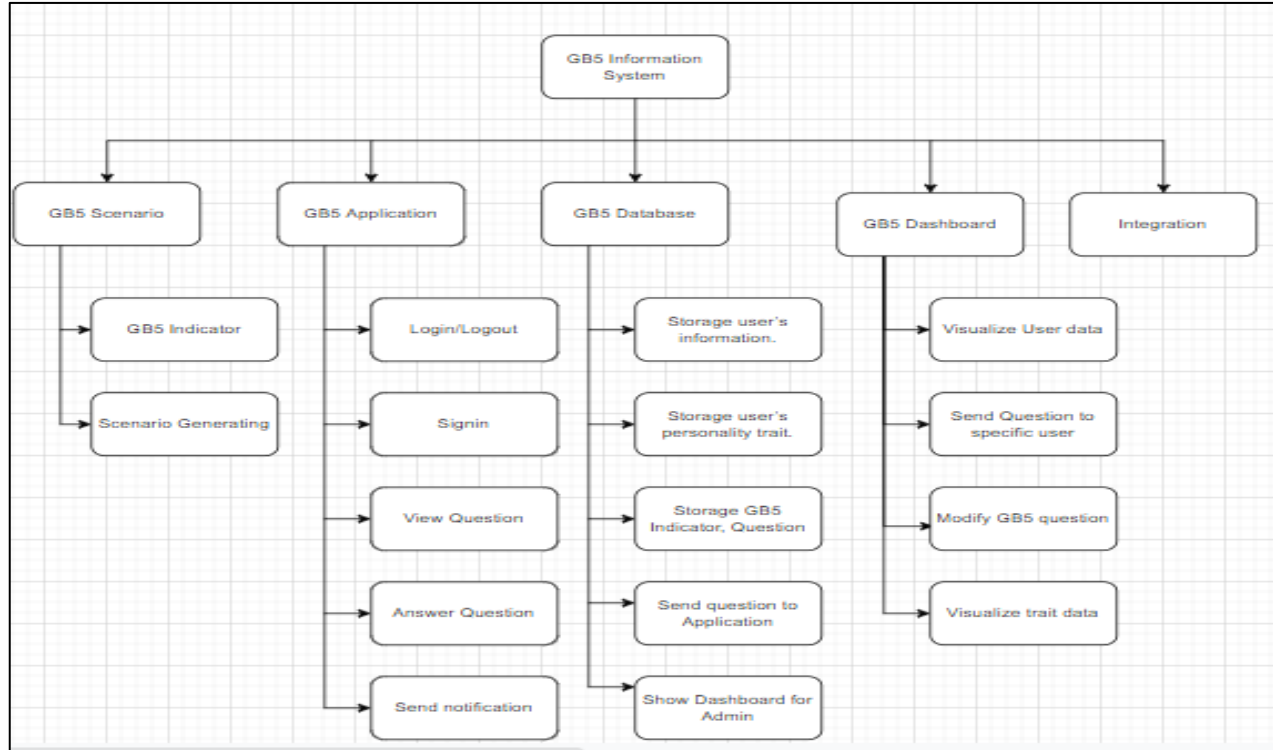 GB5 Information
System
GB5 Scenario
GB5 Application
GB5 Database
GB5 Dashboard
Integration
GB5 Indicator
Scenario Generating
Login/Logout
Signin
View Question
Answer Question
Send notification
Storage user's
information.
Storage user's
personality trait.
Storage GB5
Indicator, Question
Send question to
Application
Show Dashboard for
Admin
Visualize User data
Send Question to
specific user
Modify GB5 question
Visualize trait data